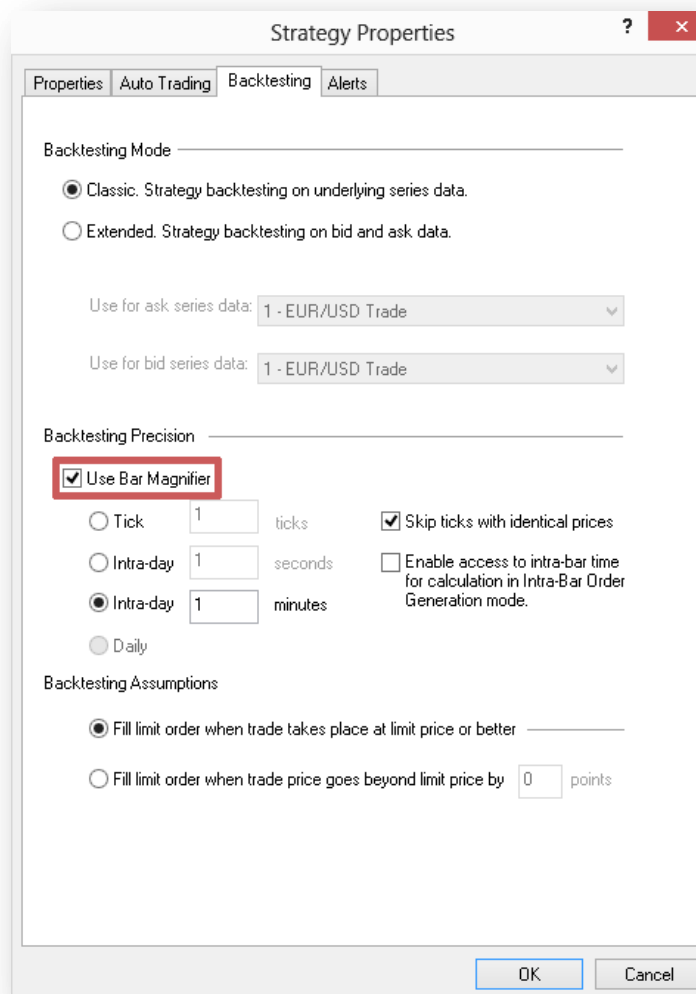 Strategy Properties
?
Properties
Auto Trading
Backtesting
Alerts
Backtesting Mode
Classic. Strategy backtesting on underlying series data.
Extended. Strategy backtesting on bid and ask data.
Use for ask series data: 1 - EUR/USD Trade
Use for bid series data: 1 - EUR/USD Trade
Backtesting Precision
Use Bar Magnifier
Tick 1 ticks
Skip ticks with identical prices
Intra-day 1 seconds
Enable access to intra-bar time
for calculation in Intra-Bar Order
Generation mode.
Intra-day 1 minutes
Daily
Backtesting Assumptions
Fill limit order when trade takes place at limit price or better
Fill limit order when trade price goes beyond limit price by 0 points
OK
Cancel